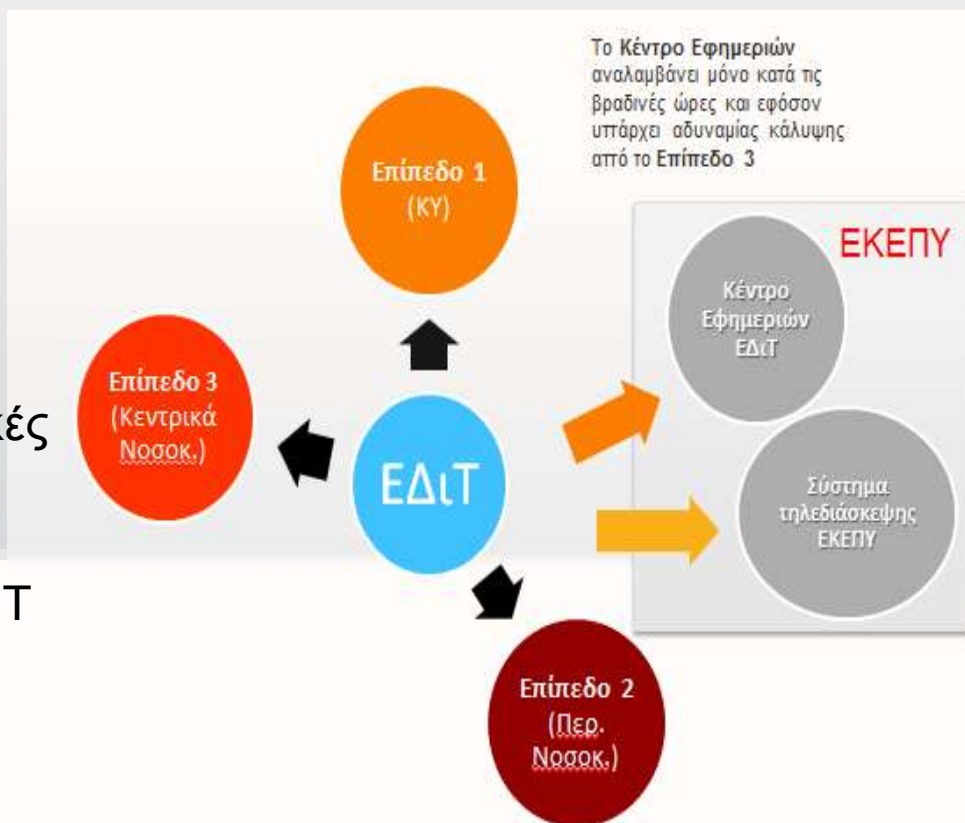 Το Κέντρο Εφημεριών
αναλαμβάνει μόνο κατά τις
βραδινές ώρες και εφόσον
υπάρχει αδυναμίας κάλυψης
από το Επίπεδο 3
Επίπεδο 1
(ΚΥ)
ΕΚΕΠΥ
Κέντρο
Εφημεριών
ΕΔιΤ
Επίπεδο 3
(Κεντρικά
Νοσοκ.)
κές
ΕΔιΤ
Σύστημα
τηλεδιάσκεψης
ΕΚΕΠΥ
Τ
Επίπεδο 2
(Περ.
Νοσοκ.)